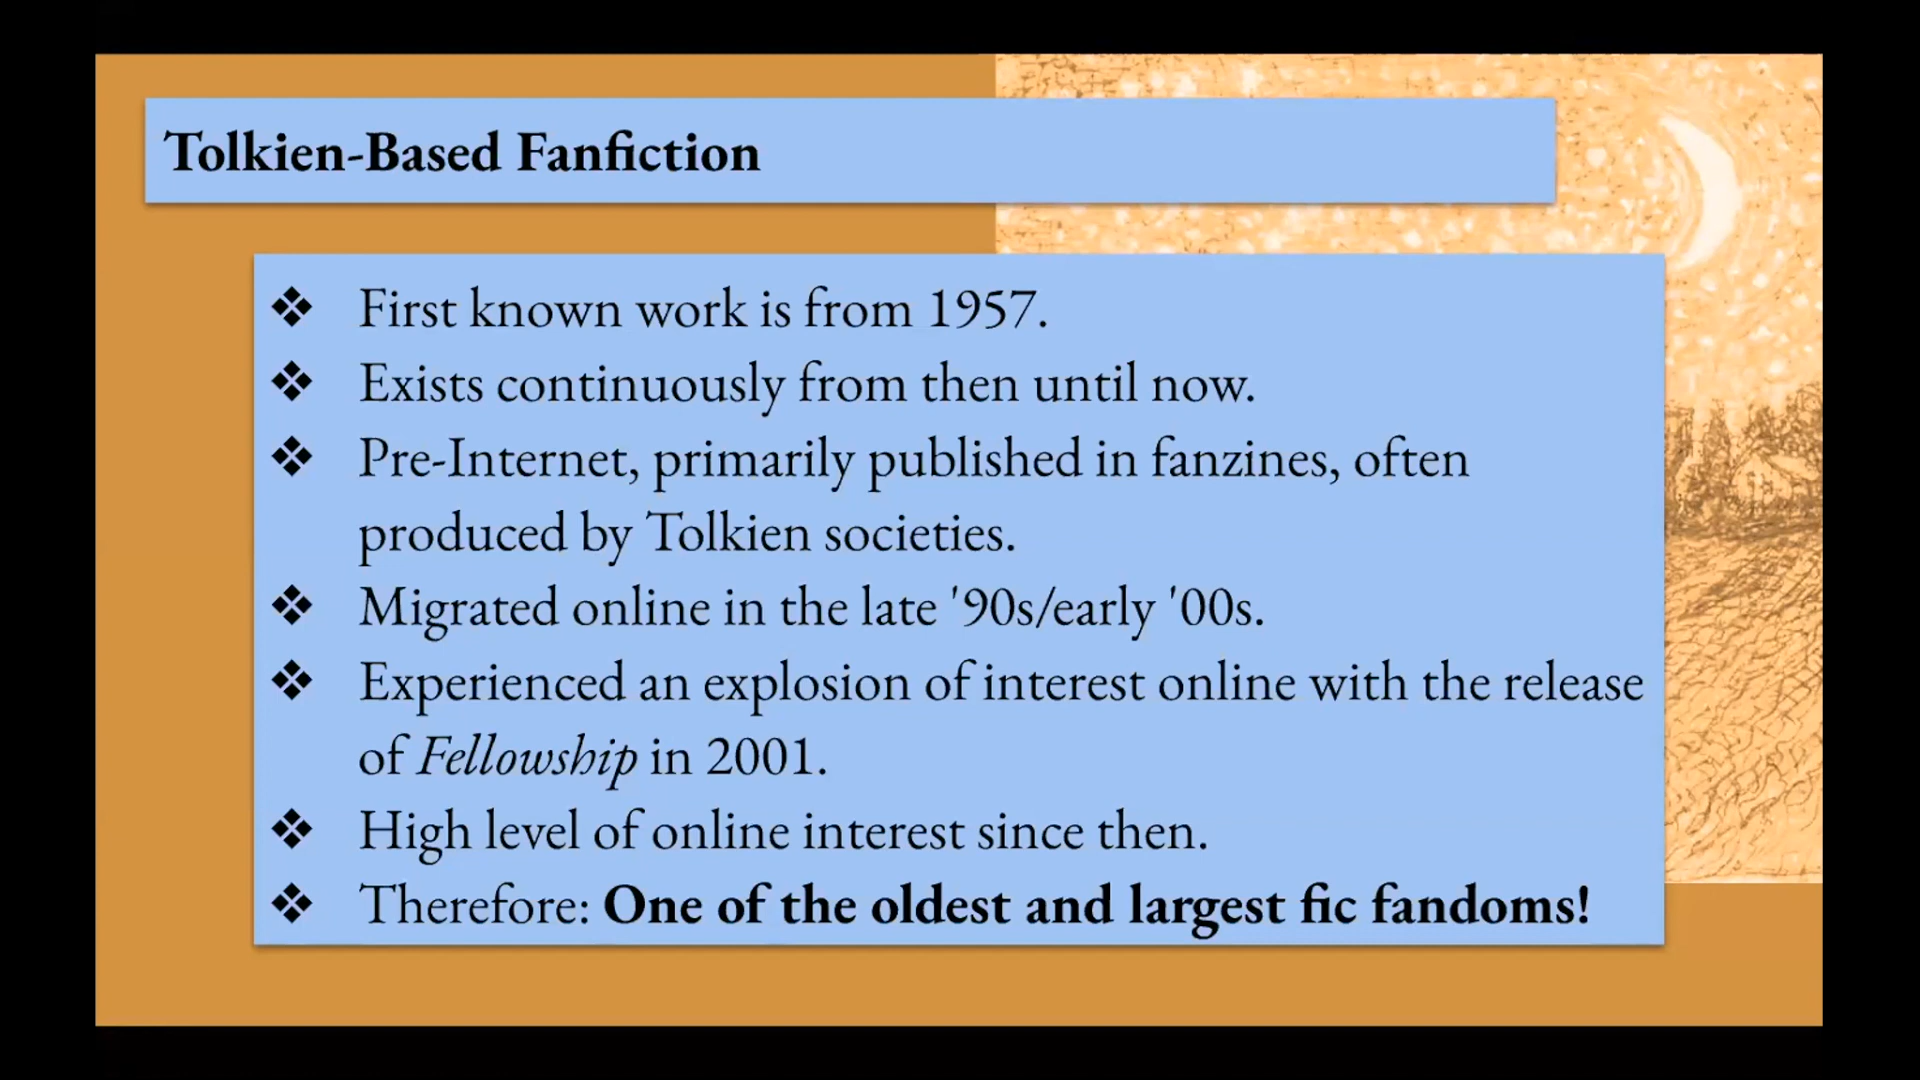 Tolkien-Based Fanfiction
❖ First known work is from 1957.
❖ Exists continuously from then until now.
❖ Pre-Internet, primarily published in fanzines, often
produced by Tolkien societies.
❖ Migrated online in the late '90s/early '00s.
❖ Experienced an explosion of interest online with the release
of Fellowship in 2001.
❖ High level of online interest since then.
❖ Therefore: One of the oldest and largest fic fandoms!